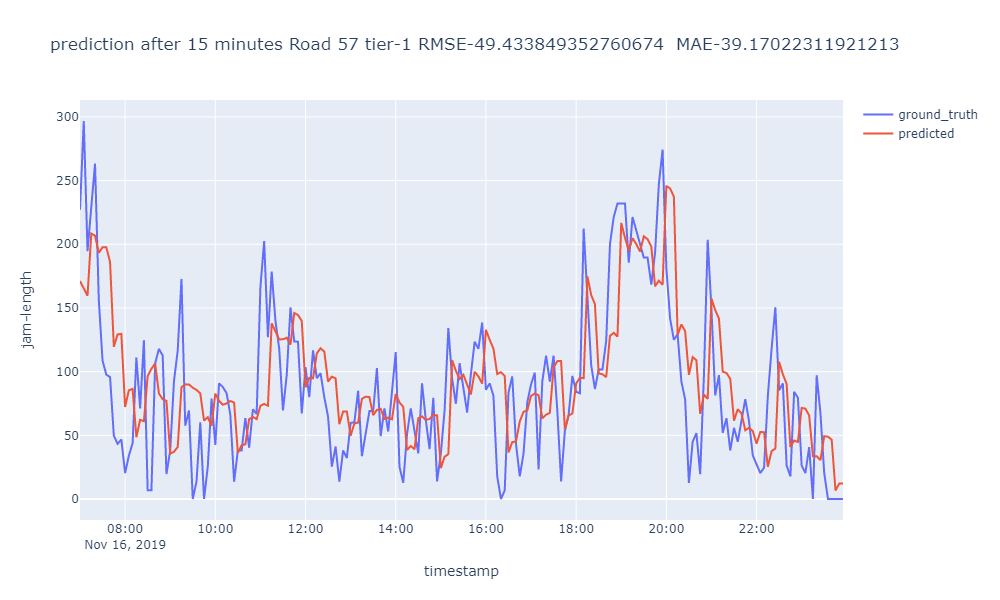 prediction after 15 minutes Road 57 tier-1 RMSE-49.433849352760674  MAE-39.17022311921213
ground_truth
predicted
300
250
200
150
100
50
0
jam-length
08:00 10:00 12:00 14:00 16:00 18:00 20:00 22:00
Nov 16, 2019
timestamp